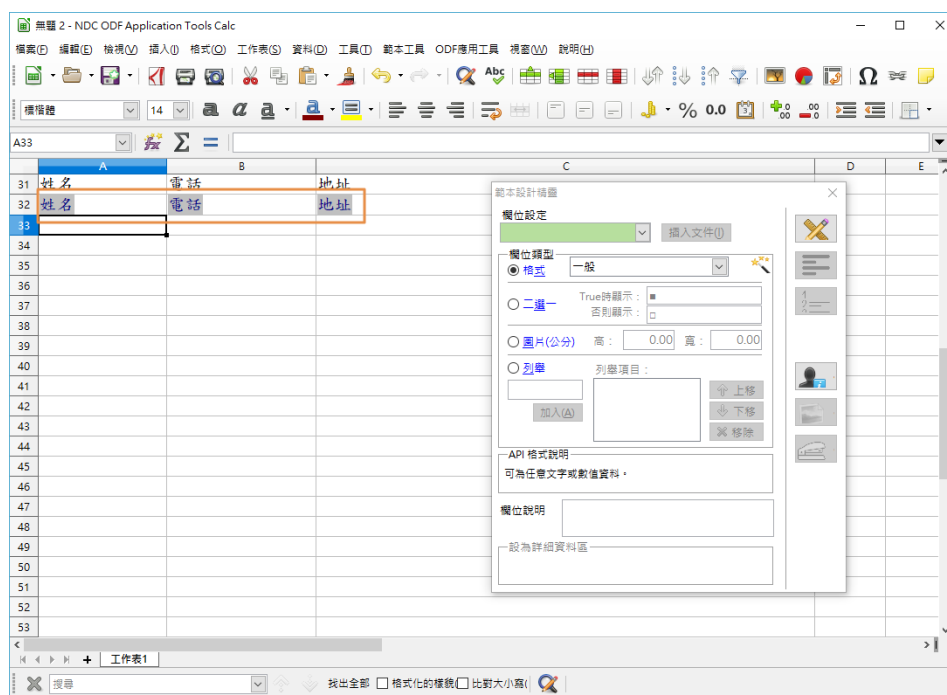 無題 2 - NDC ODF Application Tools Calc
檔案(F) 編輯(E) 檢視(V) 插入(I) 格式(O) 工作表(S) 資料(D) 工具(T) 範本工具 ODF應用工具 視窗(W) 說明(H)
Abc
標楷體 14 a a a a % 0.0
A33
A B C D E
31 姓名 電話 地址
32 姓名 電話 地址
33
34
35
36
37
38
39
40
41
42
43
44
45
46
47
48
49
50
51
52
53
範本設計精靈
欄位設定
插入文件(I)
欄位類型
格式 一般
二選一 True時顯示： ■
否則顯示： □
圖片(公分) 高： 0.00 寬： 0.00
列舉 列舉項目：
上移
加入(A) 下移
移除
API 格式說明
可為任意文字或數值資料。
欄位說明
設為詳細資料區
工作表1
搜尋 找出全部 格式化的樣貌( 比對大小寫(